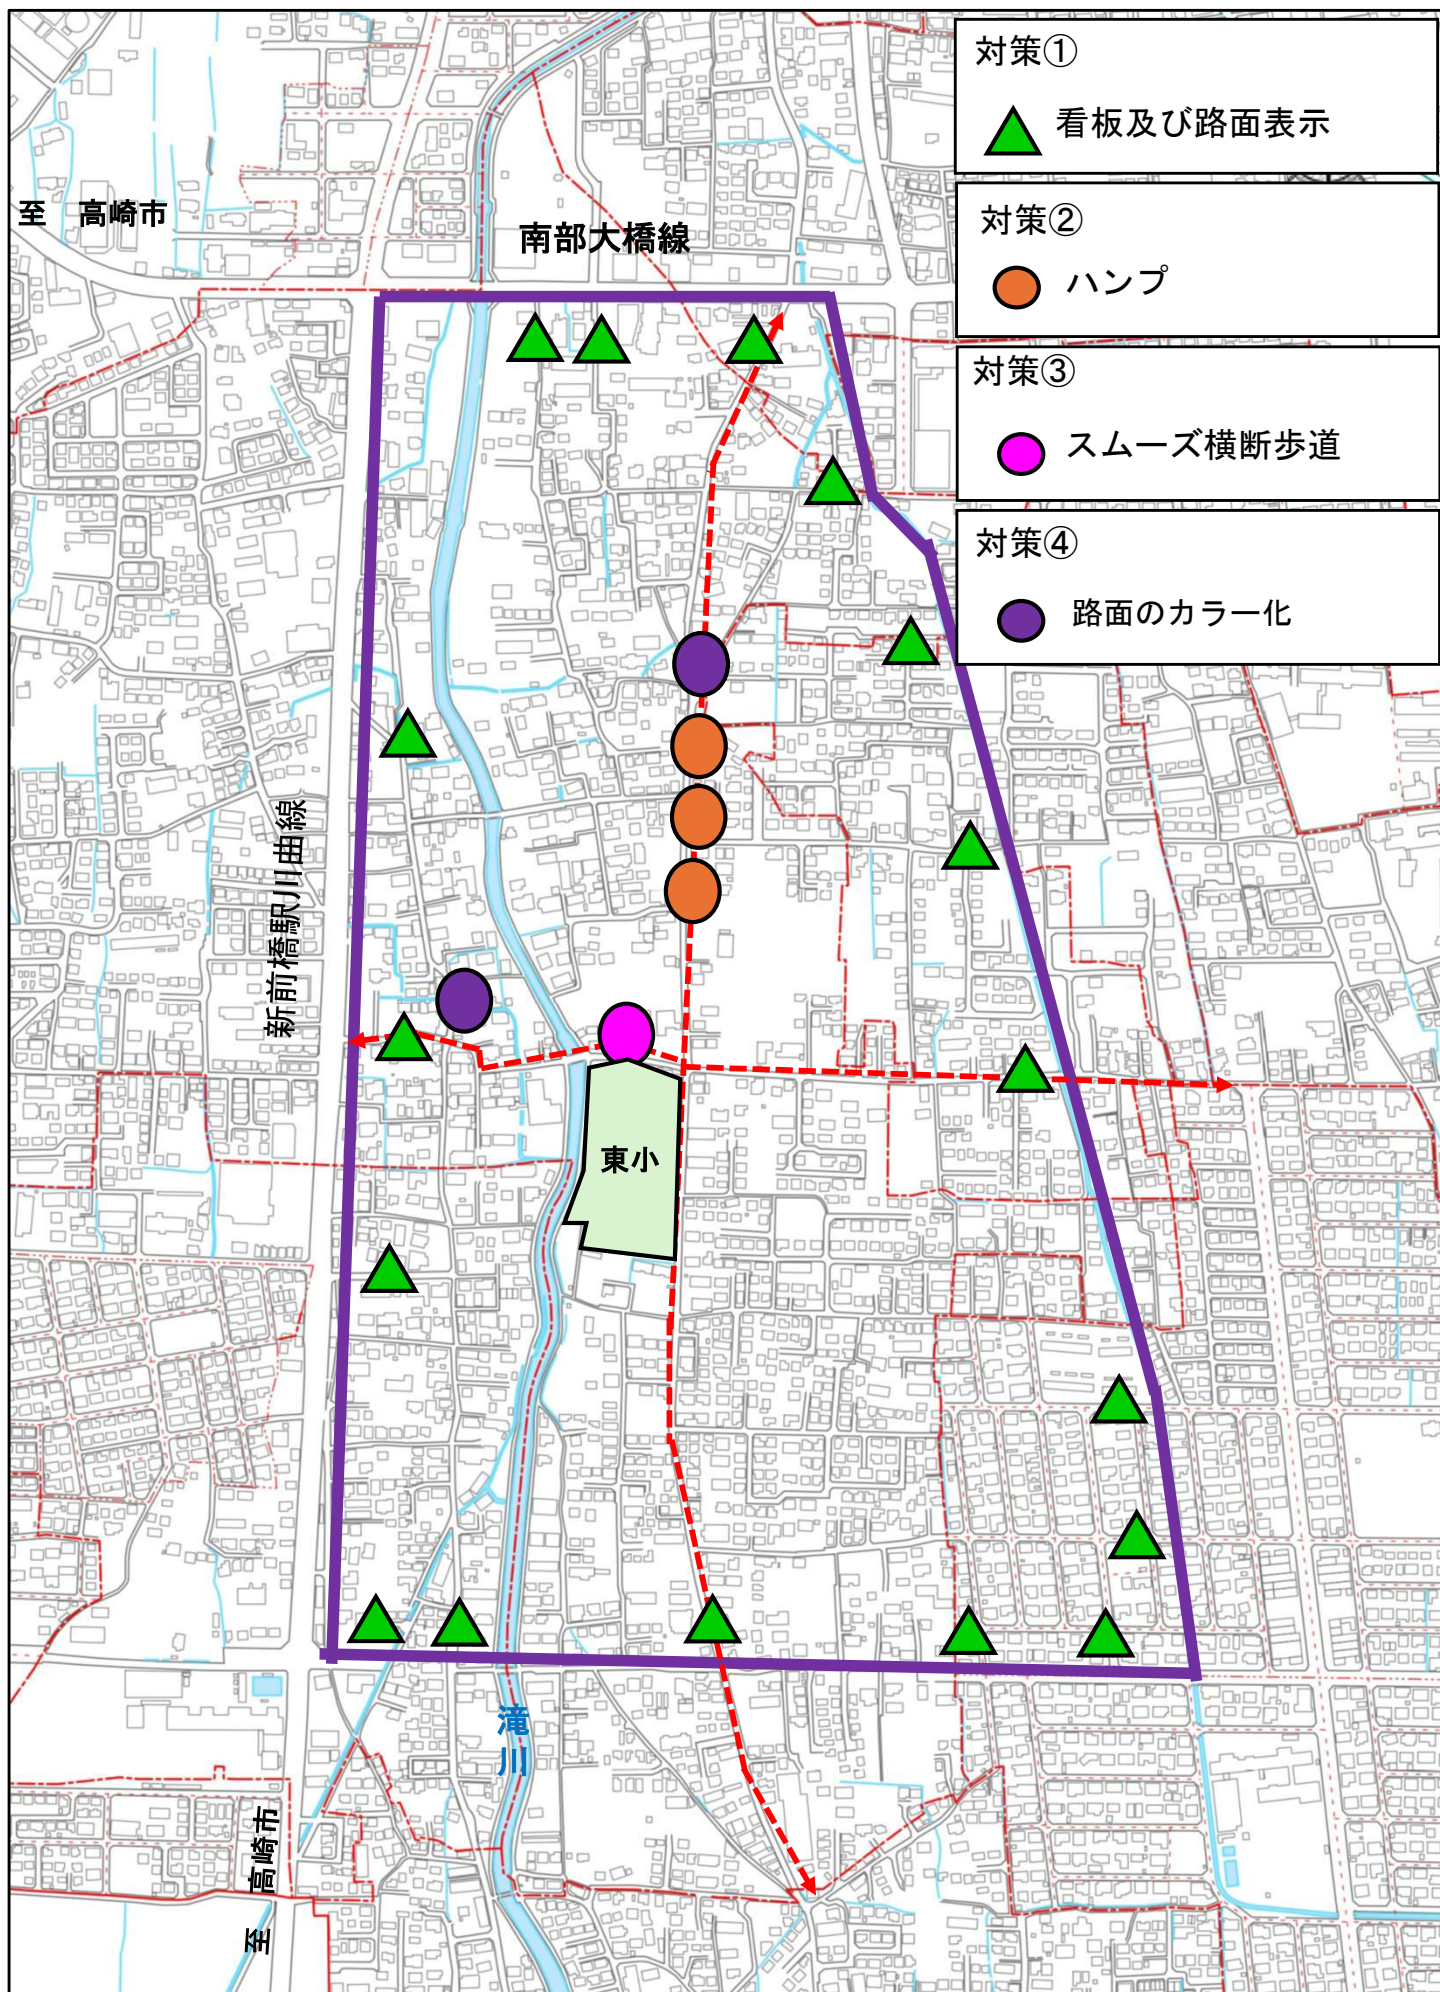 対策①
看板及び路面表示
対策②
ハンプ
対策③
スムーズ横断歩道
対策④
路面のカラー化
至 高崎市
南部大橋線
新前橋駅川曲線
東小
滝川
至 高崎市